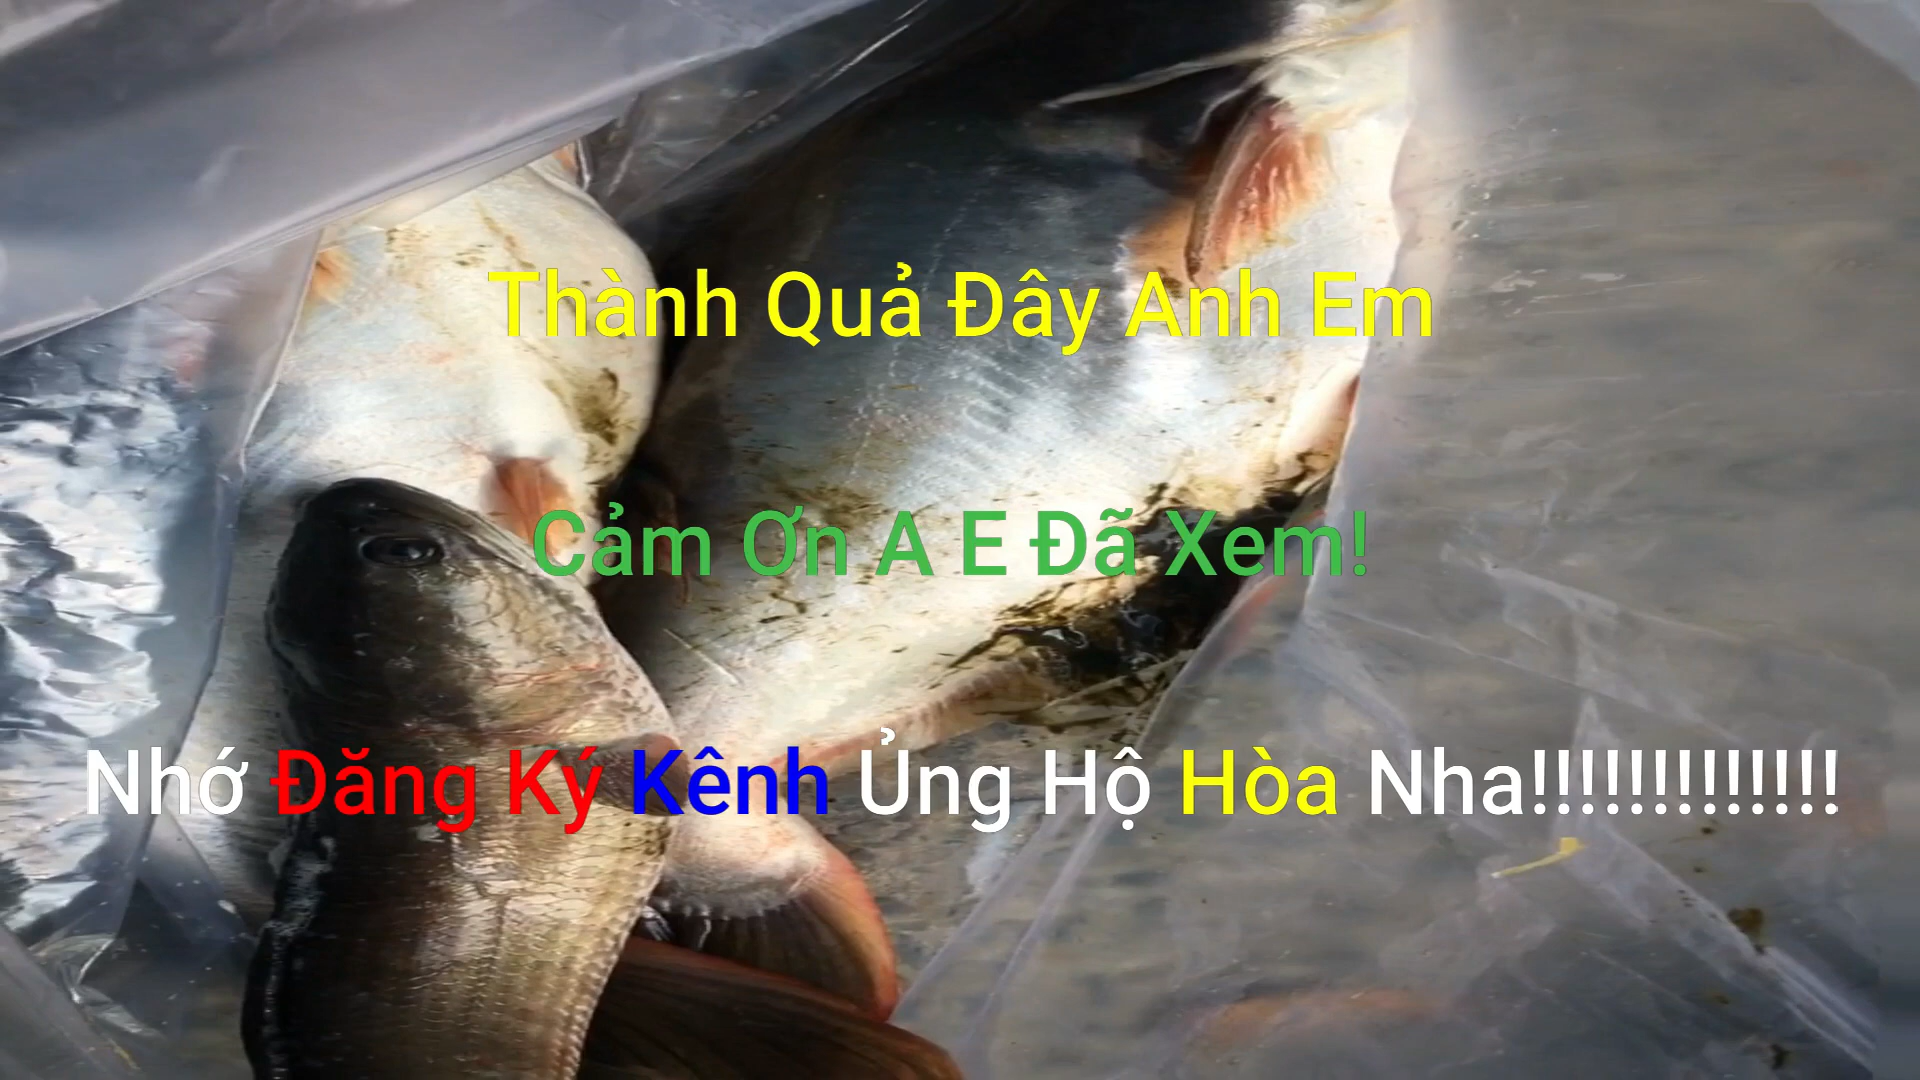 Thành Quả Đây Anh Em
Cảm Ơn A E Đã Xem!
Nhớ Đăng Ký Kênh Ủng Hộ Hòa Nha!!!!!!!!!!!!!